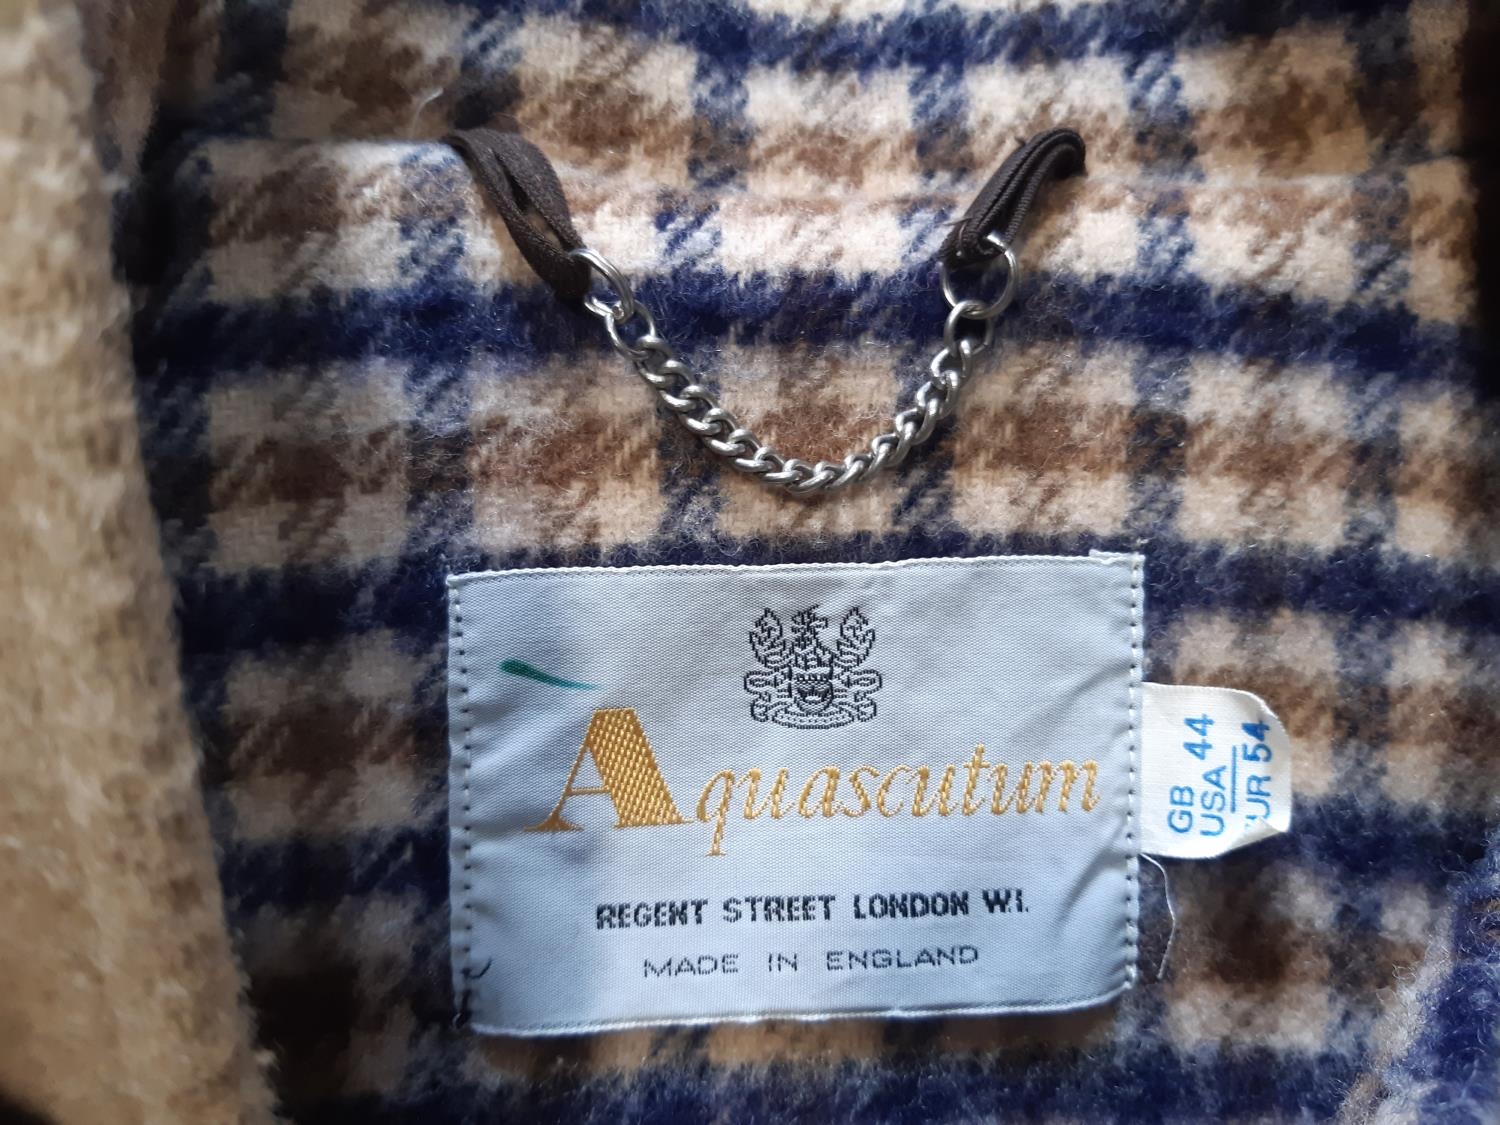 Aquascutum
REGENT STREET LONDON W.1.
MADE IN ENGLAND
GB
USA 44
EUR 54